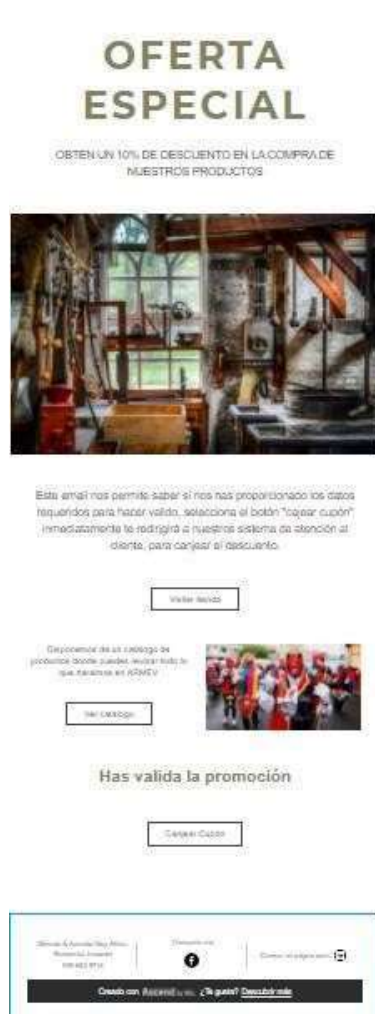 OFERTA
ESPECIAL
OBTEN UN 10% DE DESCUENTO EN LA COMPRA DE
NUESTROS PRODUCTOS
Este email nos permite saber si nos has proporcionado los datos
requeridos para hacer valido, selecciona el botón "cajear cupón"
inmediatamente te redirigirá a nuestros sistema de atención al
cliente, para canjear el descuento.
Visitar tienda
Disponemos de un catálogo de
productos donde puedes revisar todo lo
que hacemos en
Ver catálogo
Has valida la promoción
Canjear Cupón
Creado con Ascend ¿Te gusta? Descubrir más